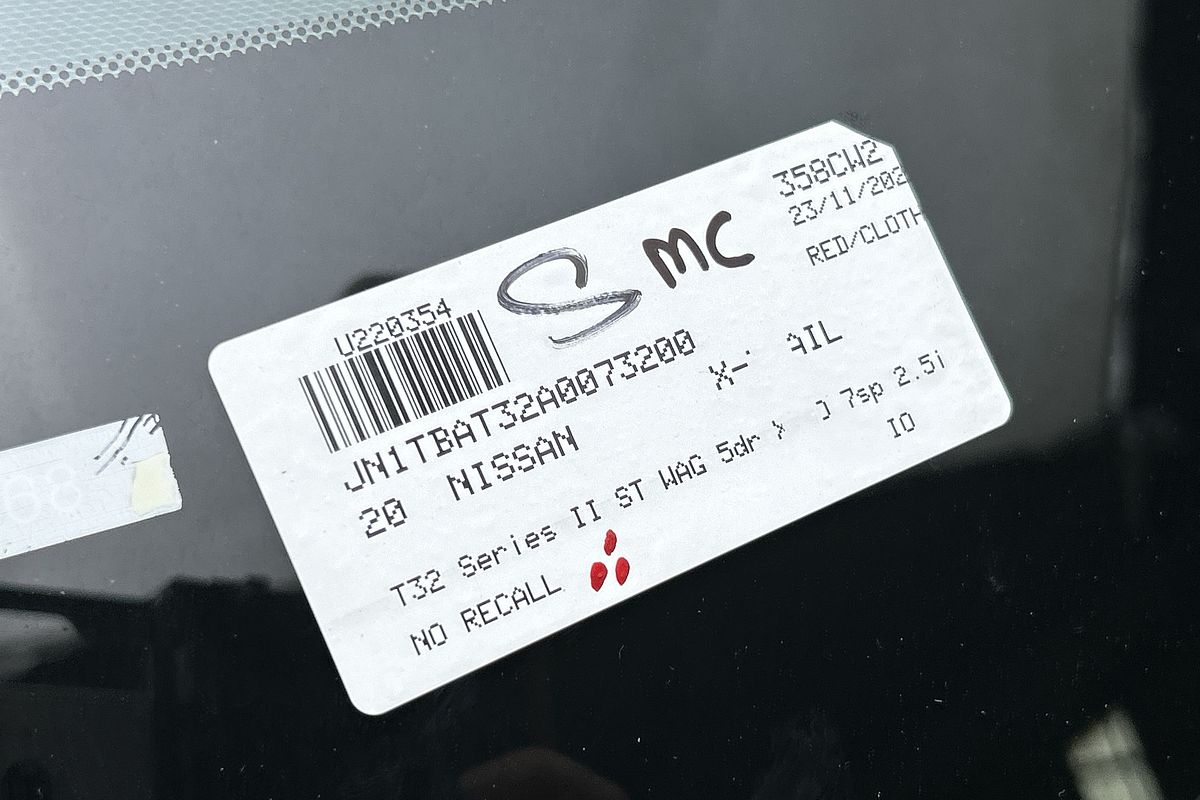 358CW2
23/11/202
RED/CLOTH
S MC
U220354
JN1TBAT32A0073200
20 NISSAN X- AIL
T32 Series II ST WAG 5dr 7sp 2.5i
NO RECALL IO